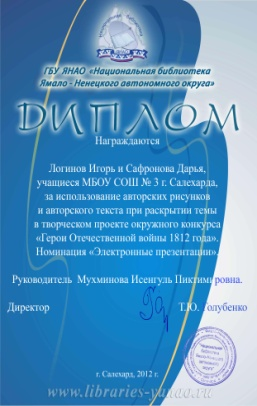 ГБУ ЯНАО «Национальная библиотека
Ямало - Ненецкого автономного округа»
ДИПЛОМ
Награждаются
Логинов Игорь и Сафронова Дарья,
учащиеся МБОУ СОШ № 3 г. Салехарда,
за использование авторских рисунков
и авторского текста при раскрытии темы
в творческом проекте окружного конкурса
«Герои Отечественной войны 1812 года».
Номинация «Электронные презентации».
Руководитель Мухминова Исенгуль Пиктимировна.
Директор Т.Ю. Голубенко
г. Салехард, 2012 г.
www.libraries-yanao.ru